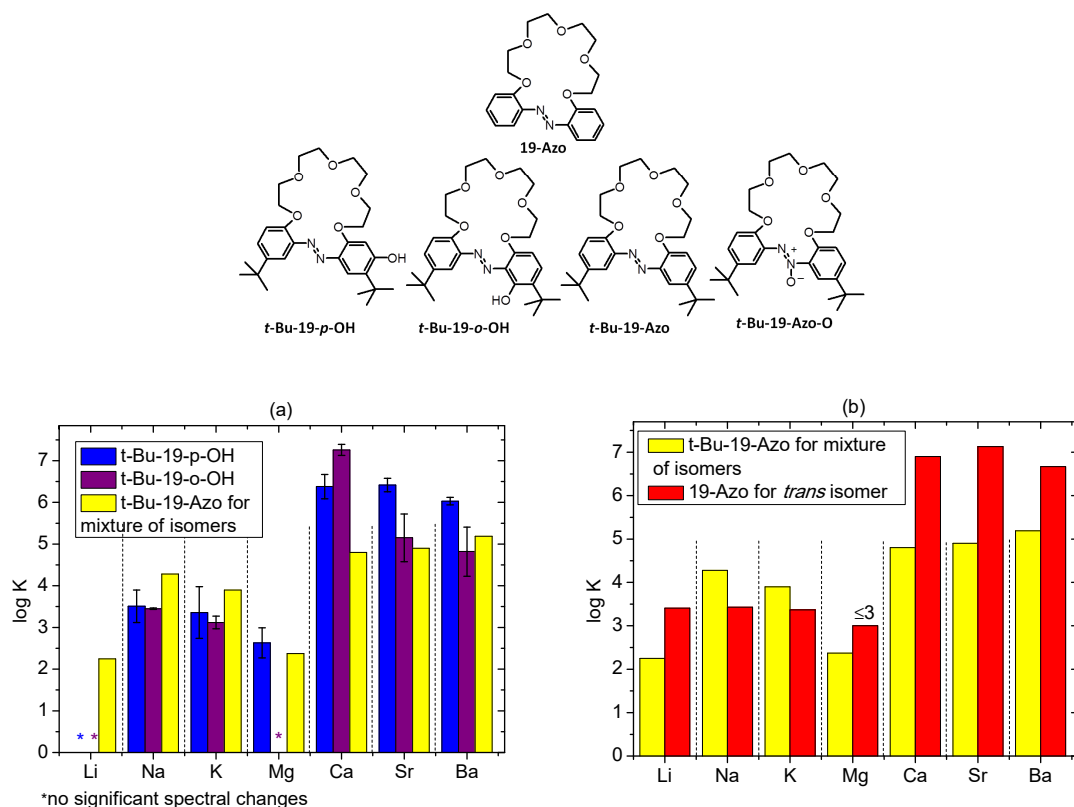 O
O
O
O
O
O
N
N
19-Azo
O
O
O
O
O
O
N
N
OH
t-Bu-19-p-OH
O
O
O
O
O
O
N
N
HO
t-Bu-19-o-OH
O
O
O
O
O
O
N
N
t-Bu-19-Azo
O
O
O
O
O
O
N
N+
O−
t-Bu-19-Azo-O
(a)
t-Bu-19-p-OH
t-Bu-19-o-OH
t-Bu-19-Azo for
mixture of isomers
log K
7
6
5
4
3
2
1
0
* * *
Li Na K Mg Ca Sr Ba
*no significant spectral changes
(b)
t-Bu-19-Azo for mixture
of isomers
19-Azo for trans isomer
≤3
log K
7
6
5
4
3
2
1
0
Li Na K Mg Ca Sr Ba